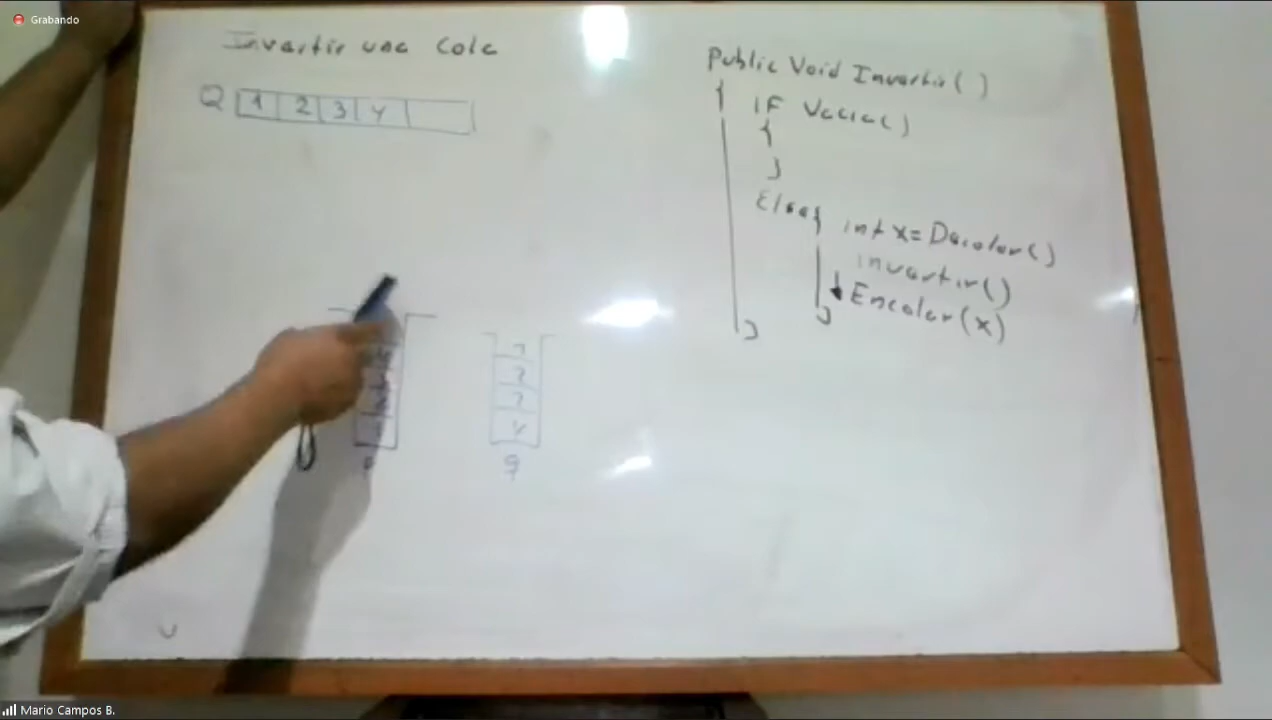 Grabando
Invertir una Cola
Q 1 2 3 4
Public Void Invertir()
{ IF Vacia()
{
}
Else{ int x=Decolar()
invertir()
Encolar(x)
}
}
4
q
Mario Campos B.